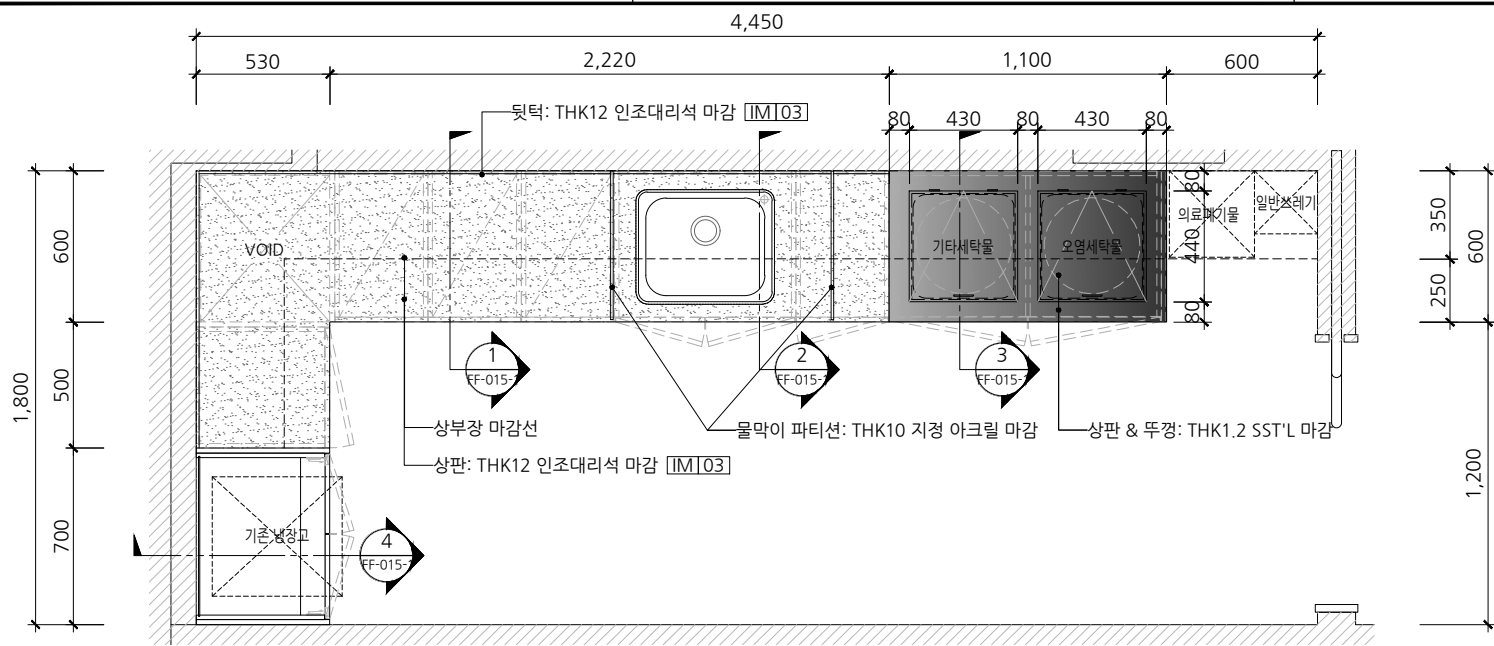 4,450
530
2,220
1,100
600
뒷턱: THK12 인조대리석 마감 IM 03
80
430
80
430
80
80
440
80
의료폐기물
일반쓰레기
350
250
600
1,200
600
500
700
1,800
VOID
기타세탁물
오염세탁물
1
FF-015-
2
FF-015-
3
FF-015-
상부장 마감선
물막이 파티션: THK10 지정 아크릴 마감
상판 & 뚜껑: THK1.2 SST'L 마감
상판: THK12 인조대리석 마감 IM 03
기존 냉장고
4
FF-015-